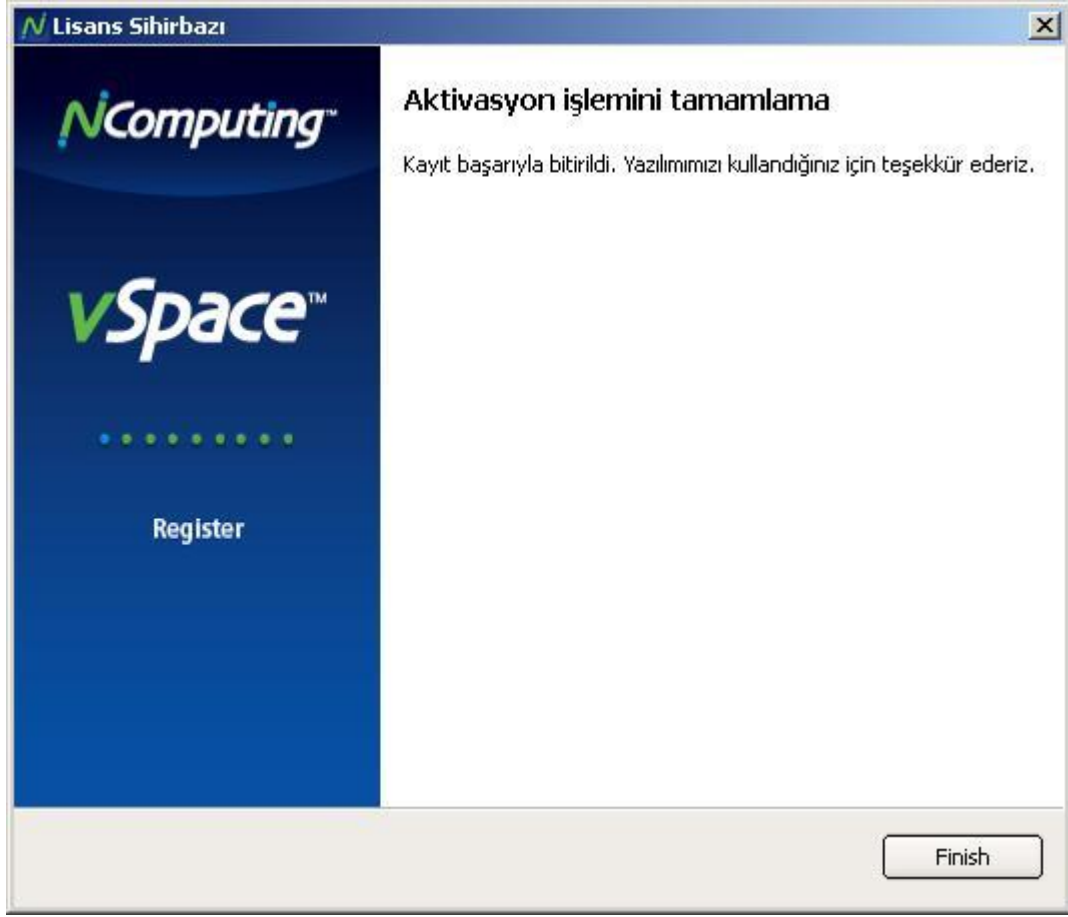 Lisans Sihirbazı
NComputing™
Aktivasyon işlemini tamamlama
Kayıt başarıyla bitirildi. Yazılımımızı kullandığınız için teşekkür ederiz.
vSpace™
Register
Finish